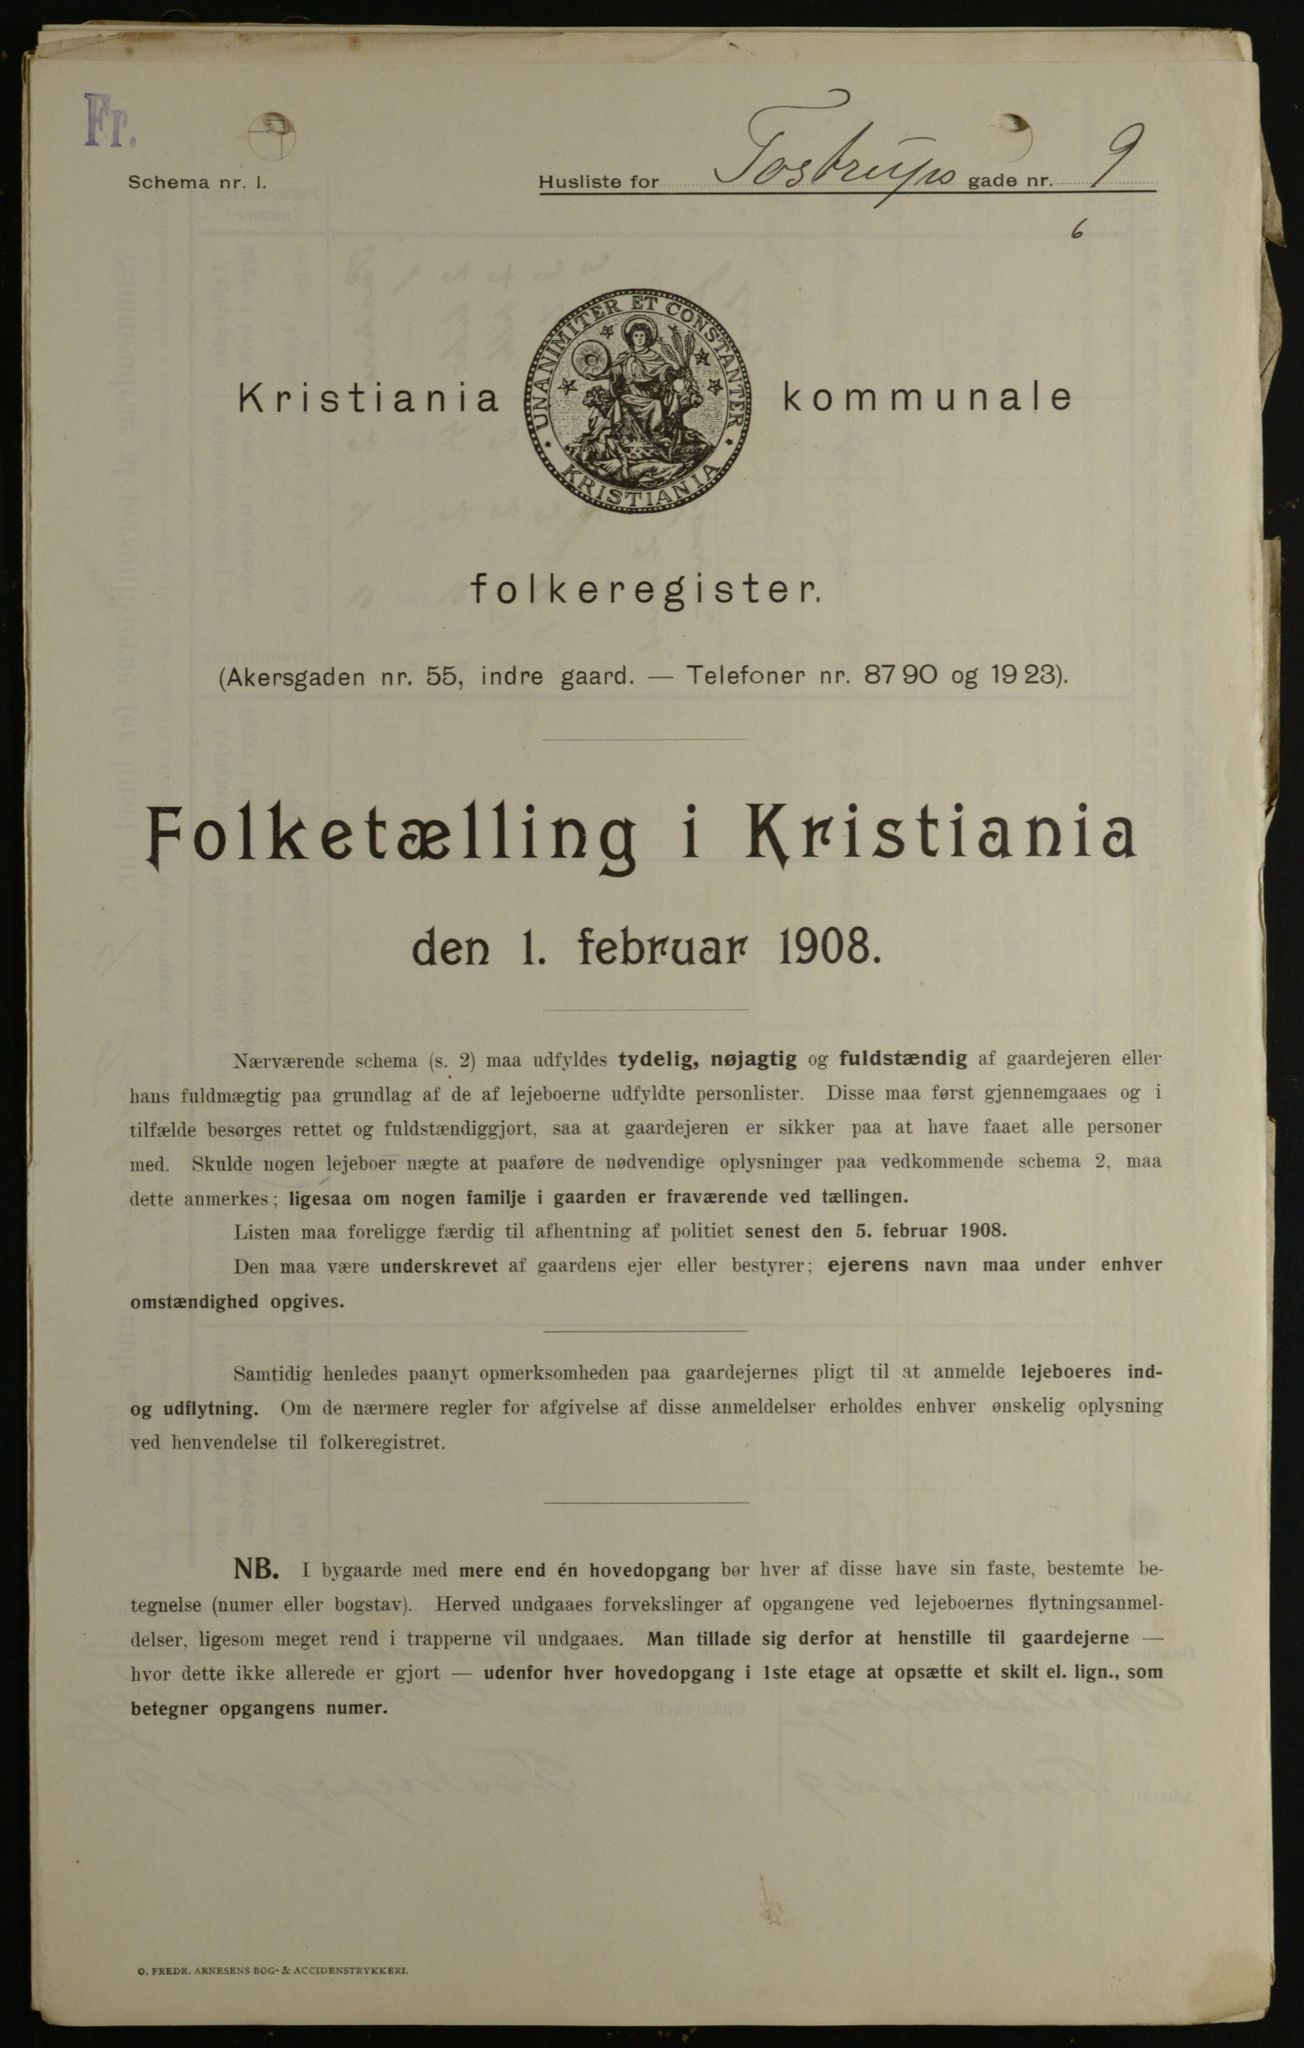 Fr.
Schema nr. 1.
Husliste for Tostrups gade nr. 9
6
UNANIMITER ET CONSTANTER
KRISTIANIA
Kristiania kommunale
folkeregister.
(Akersgaden nr. 55, indre gaard. — Telefoner nr. 87 90 og 19 23).
Folketælling i Kristiania
den 1. februar 1908.
Nærværende schema (s. 2) maa udfyldes tydelig, nøjagtig og fuldstændig af gaardejeren eller
hans fuldmægtig paa grundlag af de af lejeboerne udfyldte personlister. Disse maa først gjennemgaaes og i
tilfælde besørges rettet og fuldstændiggjort, saa at gaardejeren er sikker paa at have faaet alle personer
med. Skulde nogen lejeboer nægte at paaføre de nødvendige oplysninger paa vedkommende schema 2, maa
dette anmerkes; ligesaa om nogen familje i gaarden er fraværende ved tællingen.
Listen maa foreligge færdig til afhentning af politiet senest den 5. februar 1908.
Den maa være underskrevet af gaardens ejer eller bestyrer; ejerens navn maa under enhver
omstændighed opgives.
Samtidig henledes paanyt opmerksomheden paa gaardejernes pligt til at anmelde lejeboeres ind-
og udflytning. Om de nærmere regler for afgivelse af disse anmeldelser erholdes enhver ønskelig oplysning
ved henvendelse til folkeregistret.
NB. I bygaarde med mere end én hovedopgang bør hver af disse have sin faste, bestemte be-
tegnelse (numer eller bogstav). Herved undgaaes forvekslinger af opgangene ved lejeboernes flytningsanmel-
delser, ligesom meget rend i trapperne vil undgaaes. Man tillade sig derfor at henstille til gaardejerne —
hvor dette ikke allerede er gjort — udenfor hver hovedopgang i 1ste etage at opsætte et skilt el. lign., som
betegner opgangens numer.
O. FREDR. ARNESENS BOG- & ACCIDENSTRYKKERI.